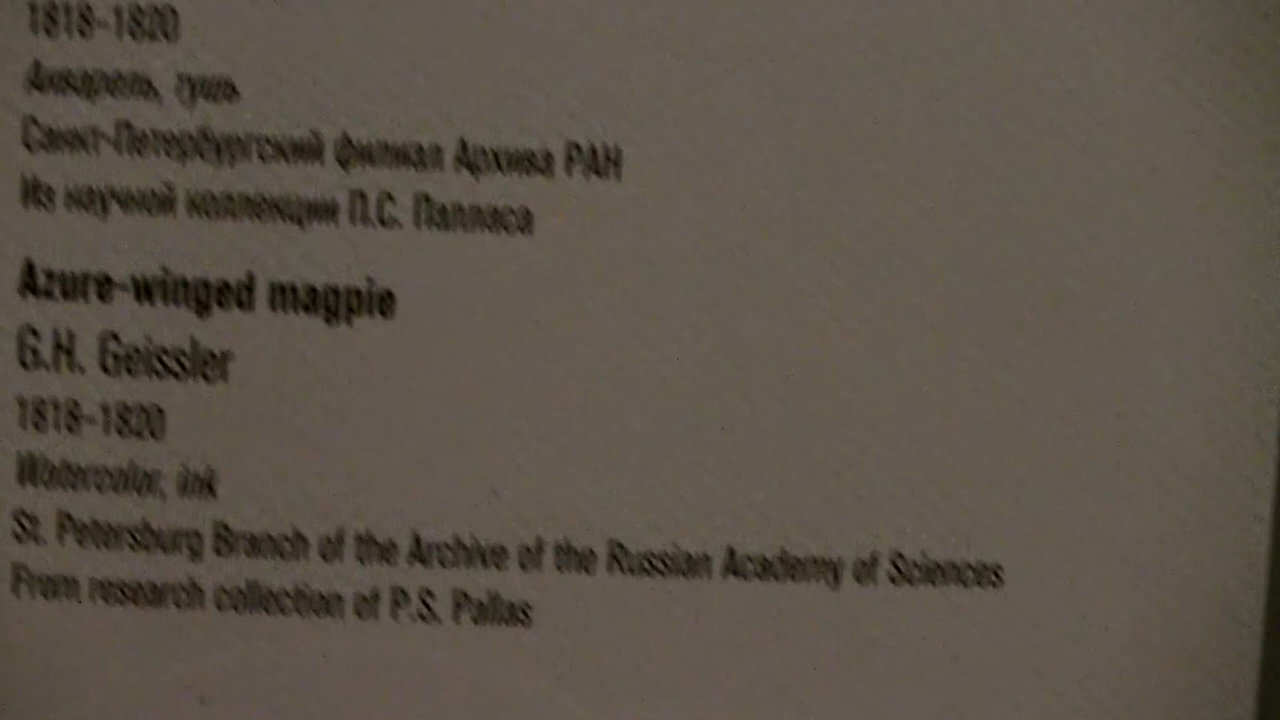 1818–1820
Акварель, тушь
Санкт-Петербургский филиал Архива РАН
Из научной коллекции П.С. Палласа
Azure-winged magpie
G.H. Geissler
1818–1820
Watercolor, ink
St. Petersburg Branch of the Archive of the Russian Academy of Sciences
From research collection of P.S. Pallas